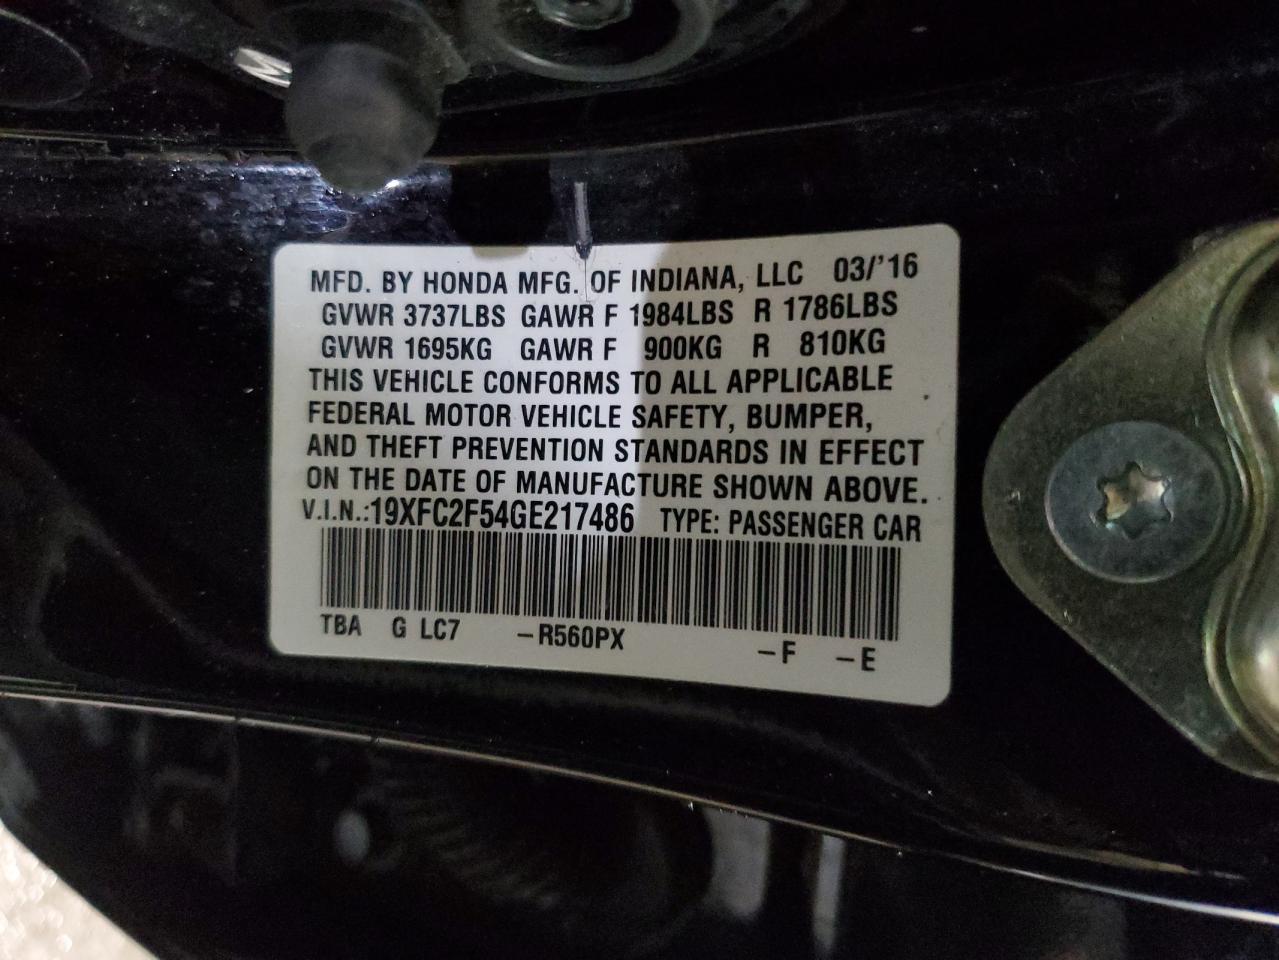 MFD. BY HONDA MFG. OF INDIANA, LLC 03/'16
GVWR 3737LBS GAWR F 1984LBS R 1786LBS
GVWR 1695KG GAWR F 900KG R 810KG
THIS VEHICLE CONFORMS TO ALL APPLICABLE
FEDERAL MOTOR VEHICLE SAFETY, BUMPER,
AND THEFT PREVENTION STANDARDS IN EFFECT
ON THE DATE OF MANUFACTURE SHOWN ABOVE.
V.I.N.:19XFC2F54GE217486 TYPE: PASSENGER CAR
TBA G LC7 –R560PX –F –E